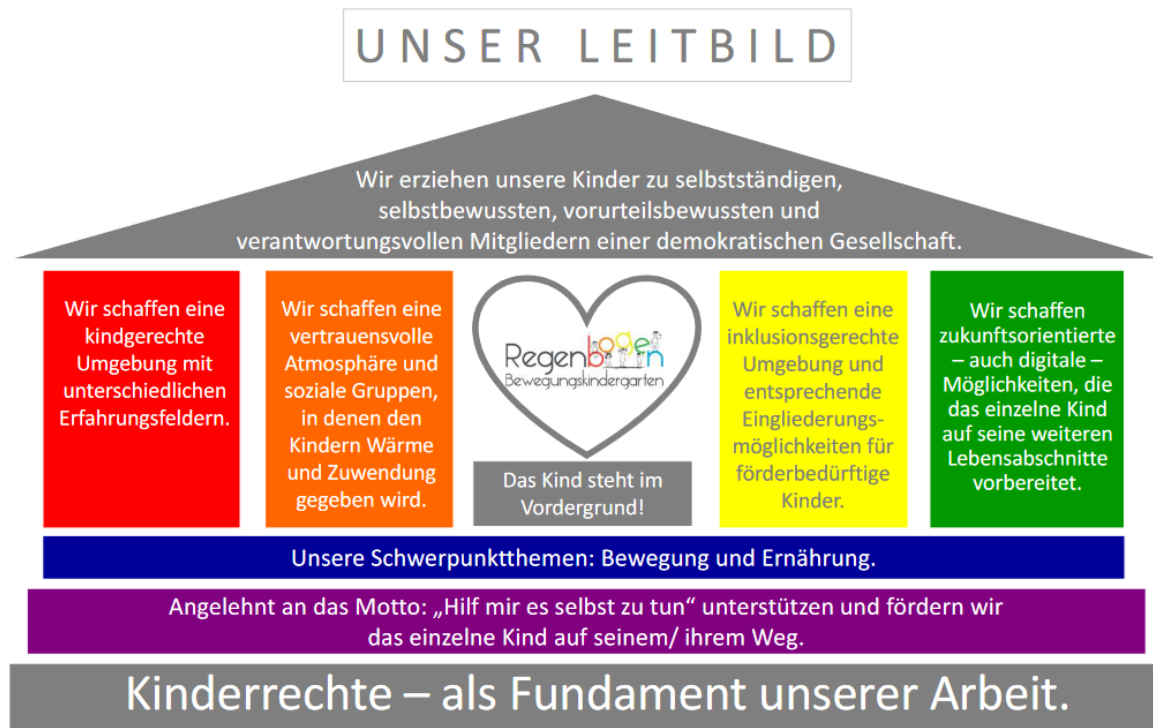 UNSER LEITBILD
Wir erziehen unsere Kinder zu selbstständigen,
selbstbewussten, vorurteilsbewussten und
verantwortungsvollen Mitgliedern einer demokratischen Gesellschaft.
Wir schaffen eine
kindgerechte
Umgebung mit
unterschiedlichen
Erfahrungsfeldern.
Wir schaffen eine
vertrauensvolle
Atmosphäre und
soziale Gruppen,
in denen den
Kindern Wärme
und Zuwendung
gegeben wird.
Regenbogen
Bewegungskindergarten
Das Kind steht im
Vordergrund!
Wir schaffen eine
inklusionsgerechte
Umgebung und
entsprechende
Eingliederungs-
möglichkeiten für
förderbedürftige
Kinder.
Wir schaffen
zukunftsorientierte
– auch digitale –
Möglichkeiten, die
das einzelne Kind
auf seine weiteren
Lebensabschnitte
vorbereitet.
Unsere Schwerpunktthemen: Bewegung und Ernährung.
Angelehnt an das Motto: „Hilf mir es selbst zu tun“ unterstützen und fördern wir
das einzelne Kind auf seinem/ ihrem Weg.
Kinderrechte – als Fundament unserer Arbeit.